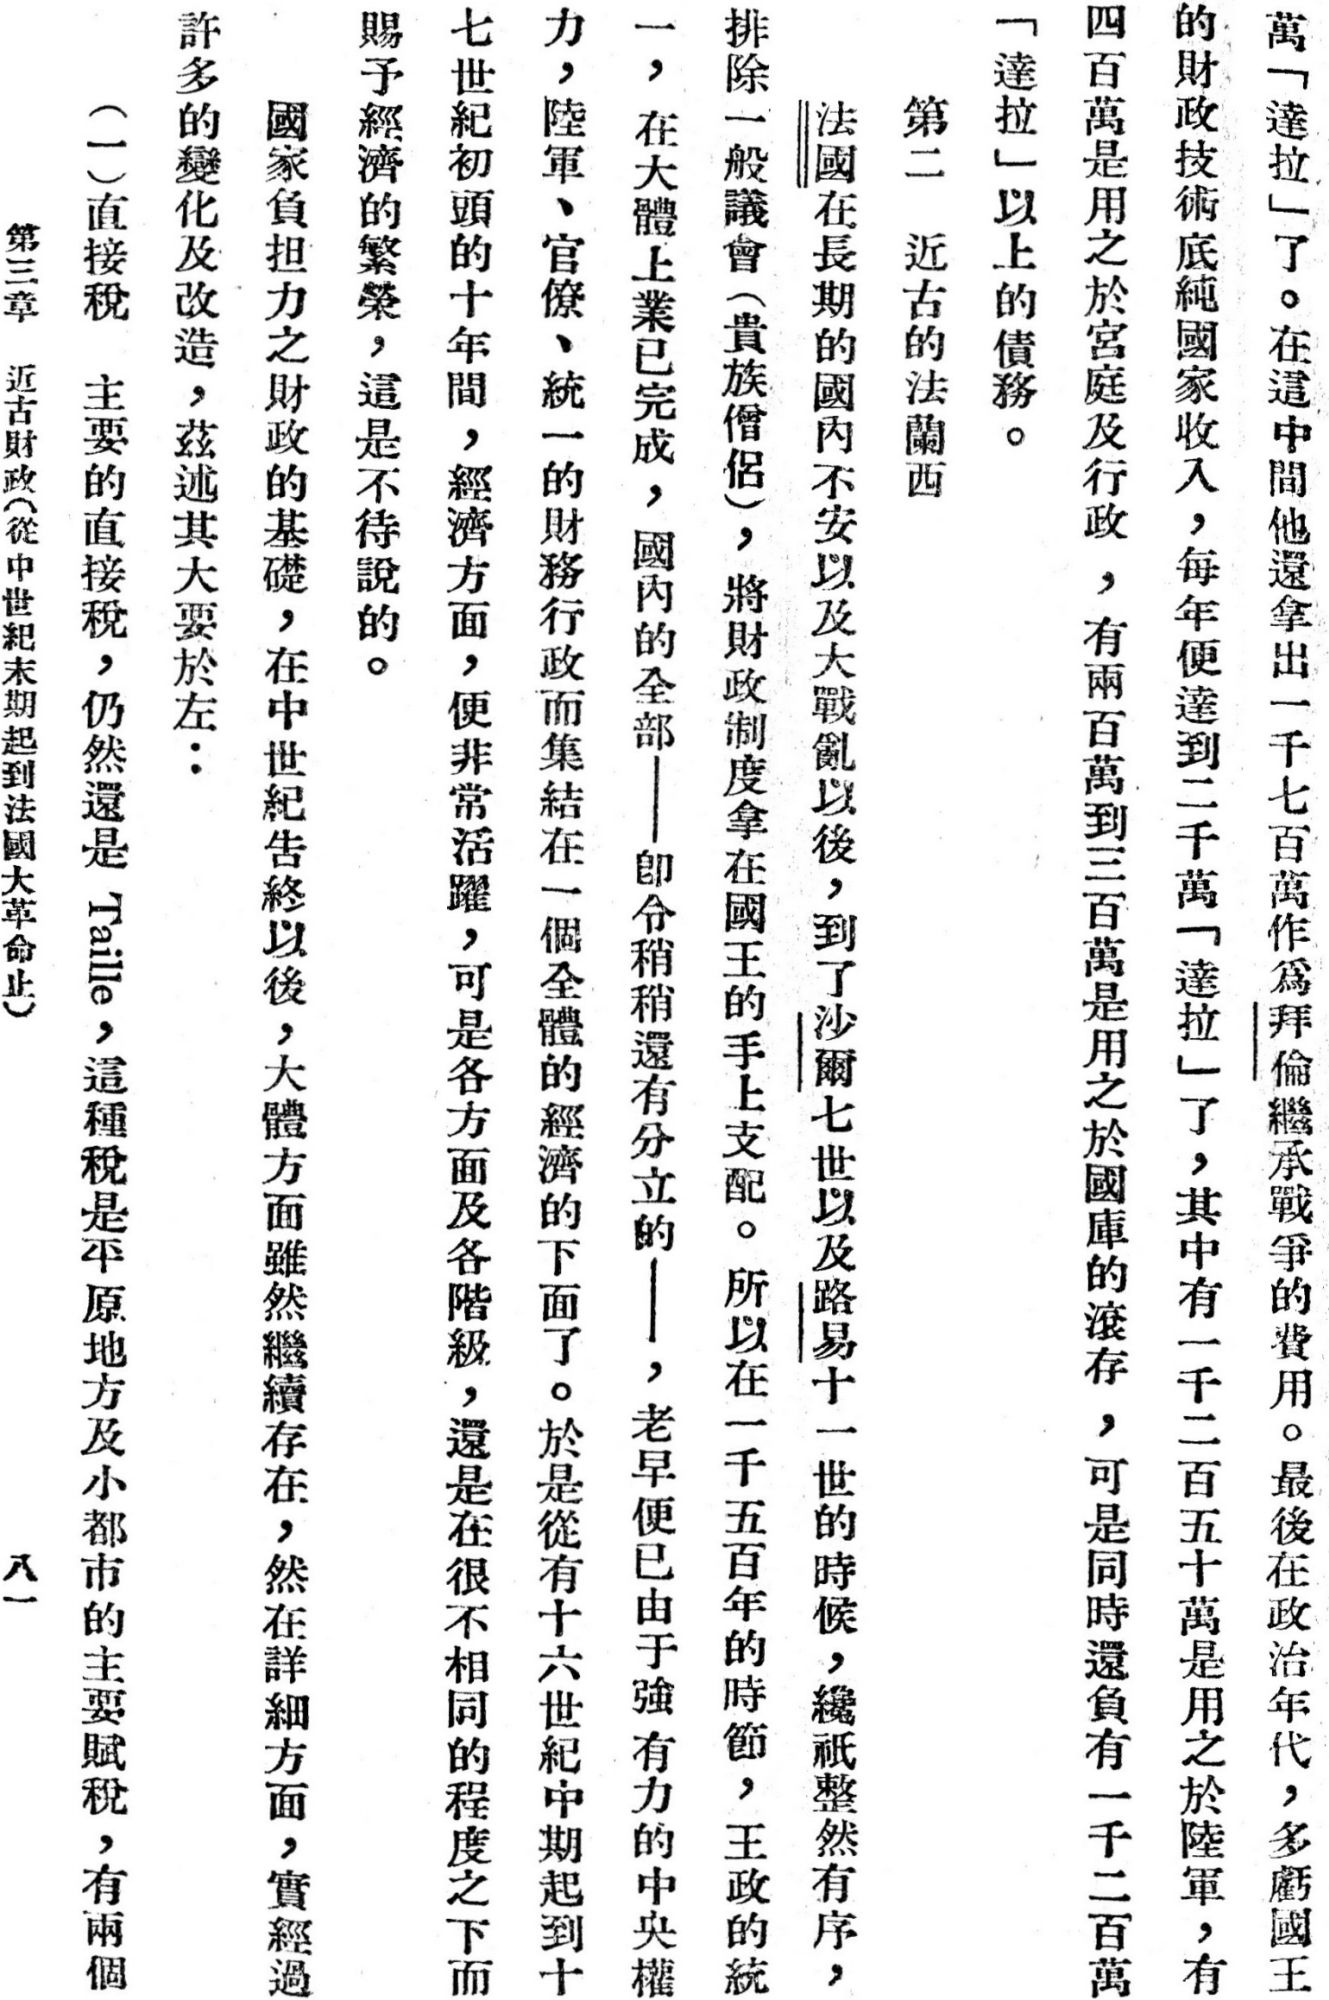 萬「達拉」了。在這中間他還拿出一千七百萬作爲拜倫繼承戰爭的費用。最後在政治年代，多虧國王
的財政技術底純國家收入，每年便達到二千萬「達拉」了，其中有一千二百五十萬是用之於陸軍，有
四百萬是用之於宮庭及行政，有兩百萬到三百萬是用之於國庫的滾存，可是同時還負有一千二百萬
「達拉」以上的債務。
第二　近古的法蘭西
法國在長期的國內不安以及大戰亂以後，到了沙爾七世以及路易十一世的時候，纔祇整然有序，
排除一般議會（貴族僧侶），將財政制度拿在國王的手上支配。所以在一千五百年的時節，王政的統
一，在大體上業已完成，國內的全部——卽令稍稍還有分立的——，老早便已由于強有力的中央權
力，陸軍、官僚、統一的財務行政而集結在一個全體的經濟的下面了。於是從有十六世紀中期起到十
七世紀初頭的十年間，經濟方面，便非常活躍，可是各方面及各階級，還是在很不相同的程度之下而
賜予經濟的繁榮，這是不待說的。
國家負担力之財政的基礎，在中世紀告終以後，大體方面雖然繼續存在，然在詳細方面，實經過
許多的變化及改造，茲述其大要於左：
（一）直接稅　主要的直接稅，仍然還是 Taille，這種稅是平原地方及小都市的主要賦稅，有兩個
第三章　近古財政（從中世紀末期起到法國大革命止）　八一